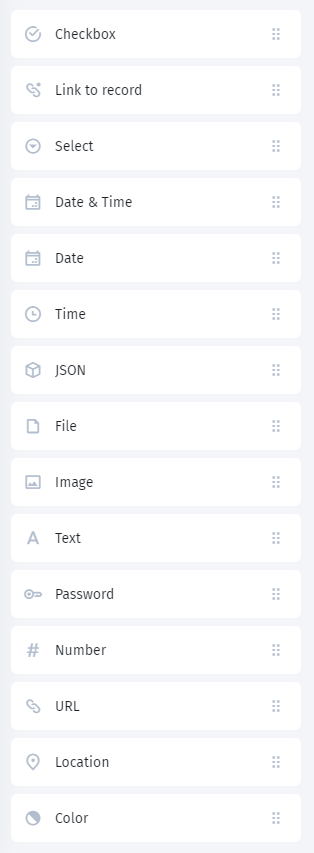 Checkbox
Link to record
Select
Date & Time
Date
Time
JSON
File
Image
Text
Password
Number
URL
Location
Color